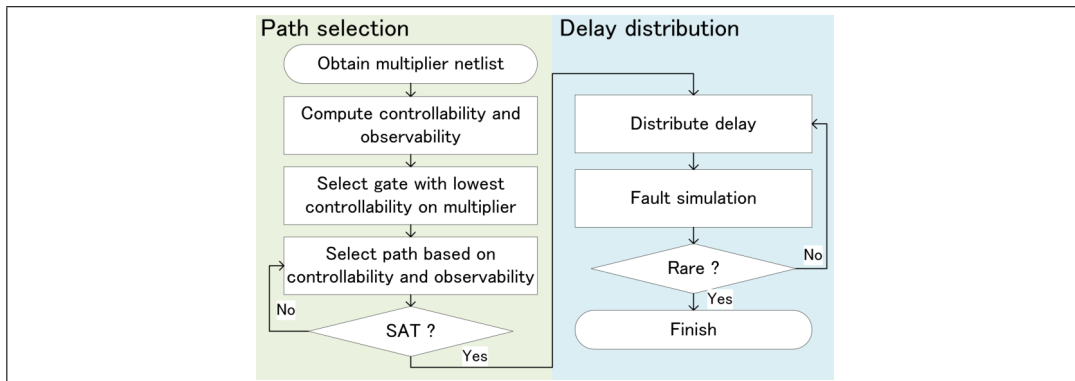 Path selection
Obtain multiplier netlist
Compute controllability and
observability
Select gate with lowest
controllability on multiplier
Select path based on
controllability and observability
No
SAT ?
Yes
Delay distribution
Distribute delay
Fault simulation
Rare ?
No
Yes
Finish